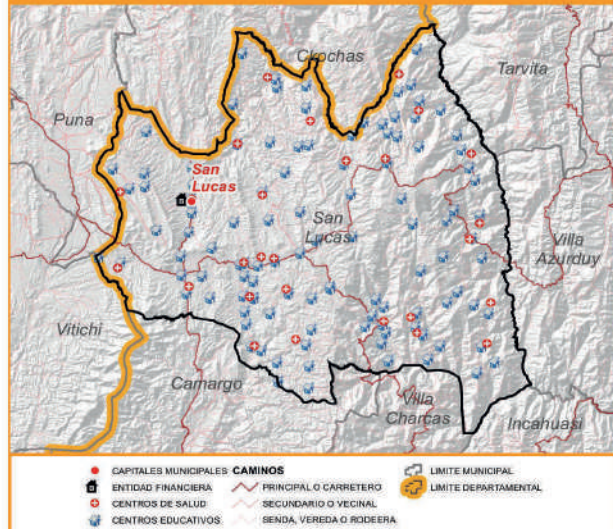 Ckochas
Tarvita
Puna
San
Lucas
San
Lucas
Villa
Azurduy
Vitichi
Camargo
Villa
Charcas
Incahuasi
CAPITALES MUNICIPALES
ENTIDAD FINANCIERA
CENTROS DE SALUD
CENTROS EDUCATIVOS
CAMINOS
PRINCIPAL O CARRETERO
SECUNDARIO O VECINAL
SENDA, VEREDA O RODEERA
LIMITE MUNICIPAL
LIMITE DEPARTAMENTAL